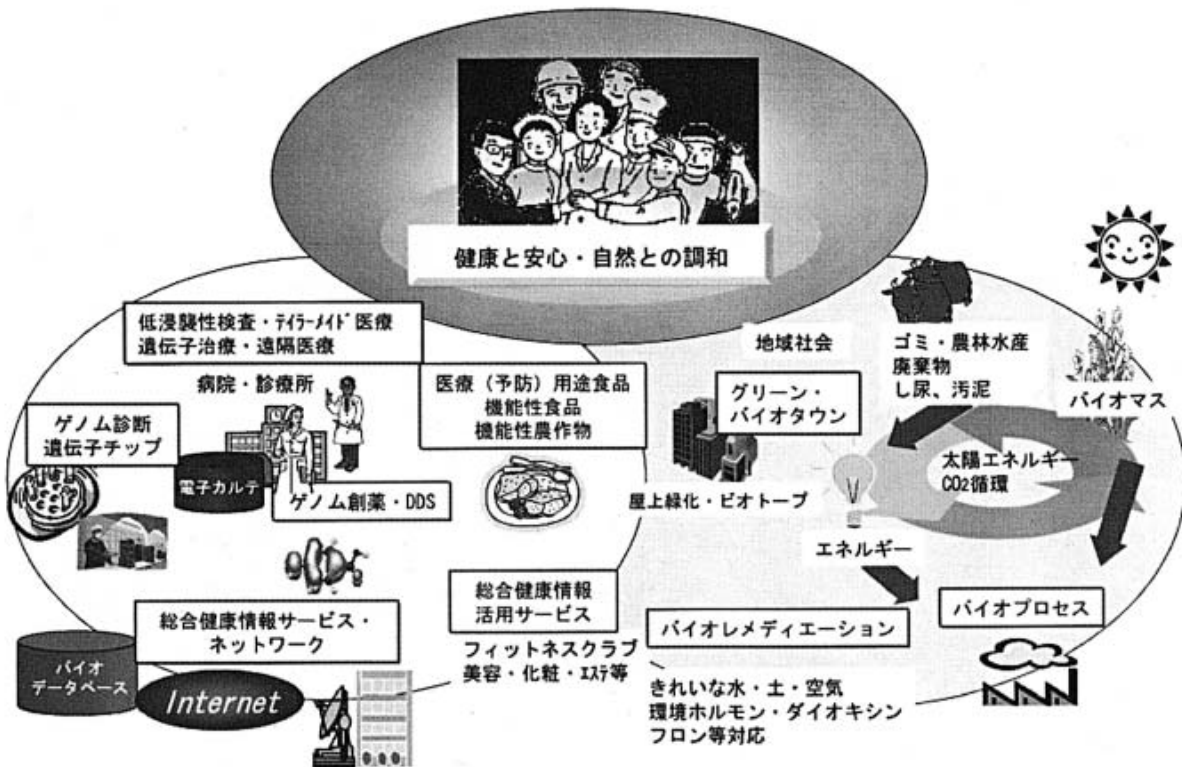 健康と安心・自然との調和
低浸襲性検査・ﾃｲﾗｰﾒｲﾄﾞ医療
遺伝子治療・遠隔医療
病院・診療所
ゲノム診断
遺伝子チップ
電子カルテ
ゲノム創薬・DDS
医療（予防）用途食品
機能性食品
機能性農作物
総合健康情報サービス・
ネットワーク
バイオ
データベース
Internet
総合健康情報
活用サービス
フィットネスクラブ
美容・化粧・ｴｽﾃ等
地域社会
グリーン・
バイオタウン
屋上緑化・ビオトープ
ゴミ・農林水産
廃棄物
し尿、汚泥
バイオマス
太陽エネルギー
CO₂循環
エネルギー
バイオプロセス
バイオレメディエーション
きれいな水・土・空気
環境ホルモン・ダイオキシン
フロン等対応